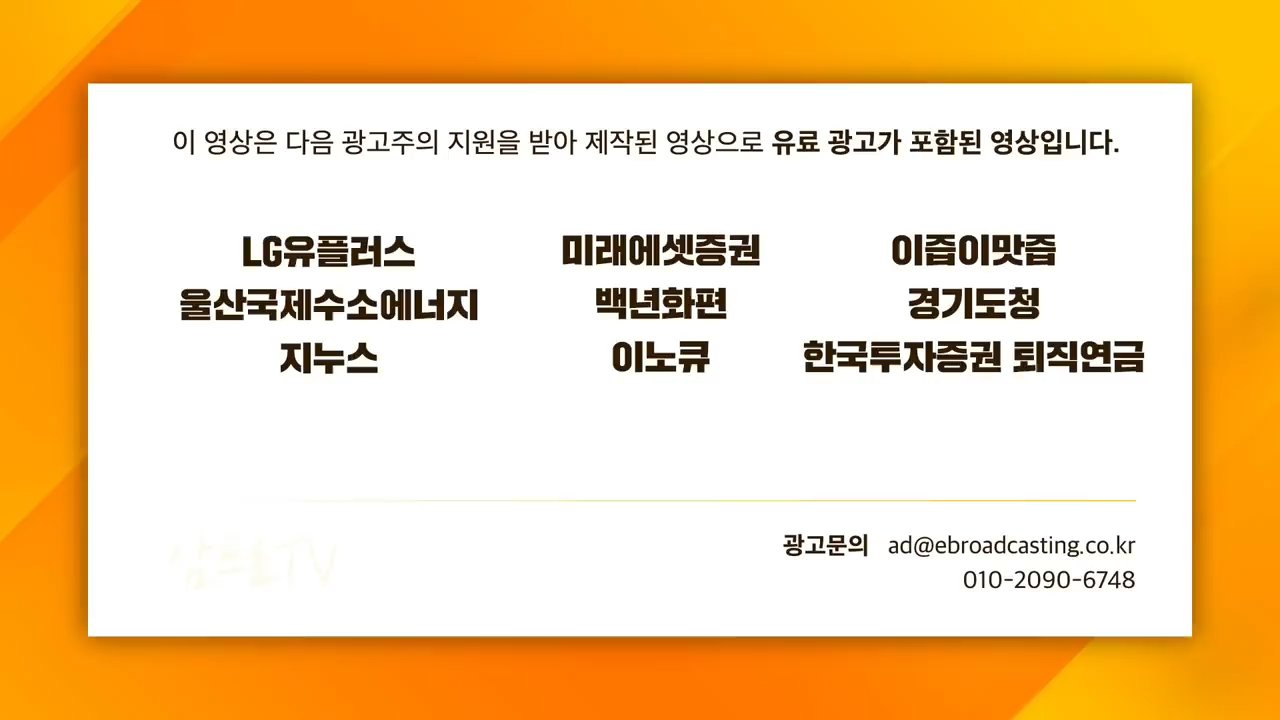 이 영상은 다음 광고주의 지원을 받아 제작된 영상으로 유료 광고가 포함된 영상입니다.
LG유플러스 미래에셋증권 이즙이맛즙
울산국제수소에너지 백년화편 경기도청
지누스 이노큐 한국투자증권 퇴직연금
삼프로TV
광고문의 ad@ebroadcasting.co.kr
010-2090-6748